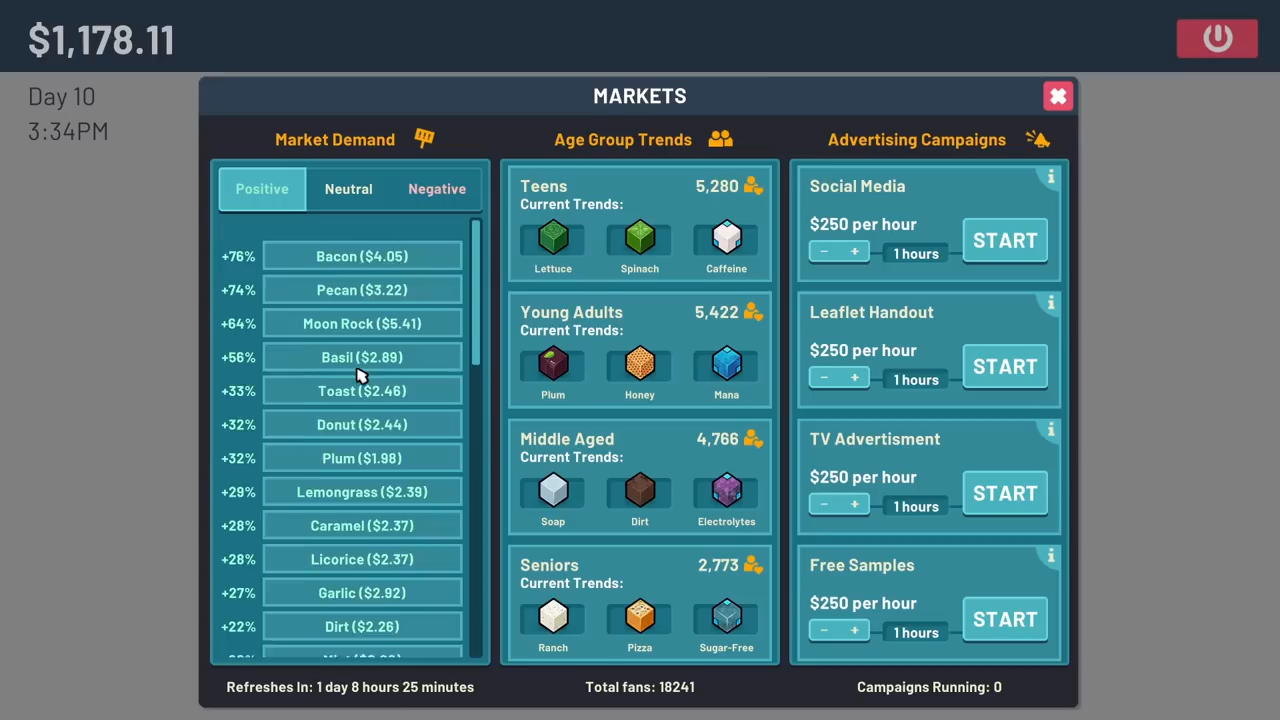 $1,178.11
Day 10
3:34PM
MARKETS
Market Demand
Positive Neutral Negative
+76% Bacon ($4.05)
+74% Pecan ($3.22)
+64% Moon Rock ($5.41)
+56% Basil ($2.89)
+33% Toast ($2.46)
+32% Donut ($2.44)
+32% Plum ($1.98)
+29% Lemongrass ($2.39)
+28% Caramel ($2.37)
+28% Licorice ($2.37)
+27% Garlic ($2.92)
+22% Dirt ($2.26)
Refreshes In: 1 day 8 hours 25 minutes
Age Group Trends
Teens 5,280
Current Trends:
Lettuce Spinach Caffeine
Young Adults 5,422
Current Trends:
Plum Honey Mana
Middle Aged 4,766
Current Trends:
Soap Dirt Electrolytes
Seniors 2,773
Current Trends:
Ranch Pizza Sugar-Free
Total fans: 18241
Advertising Campaigns
Social Media
$250 per hour
- + 1 hours START
Leaflet Handout
$250 per hour
- + 1 hours START
TV Advertisment
$250 per hour
- + 1 hours START
Free Samples
$250 per hour
- + 1 hours START
Campaigns Running: 0